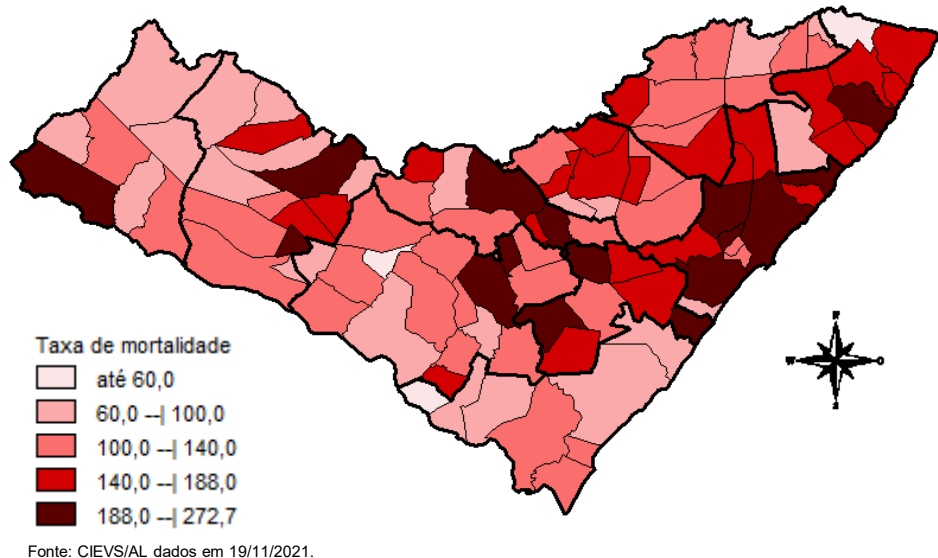 Taxa de mortalidade
até 60,0
60,0 --| 100,0
100,0 --| 140,0
140,0 --| 188,0
188,0 --| 272,7
Fonte: CIEVS/AL dados em 19/11/2021.